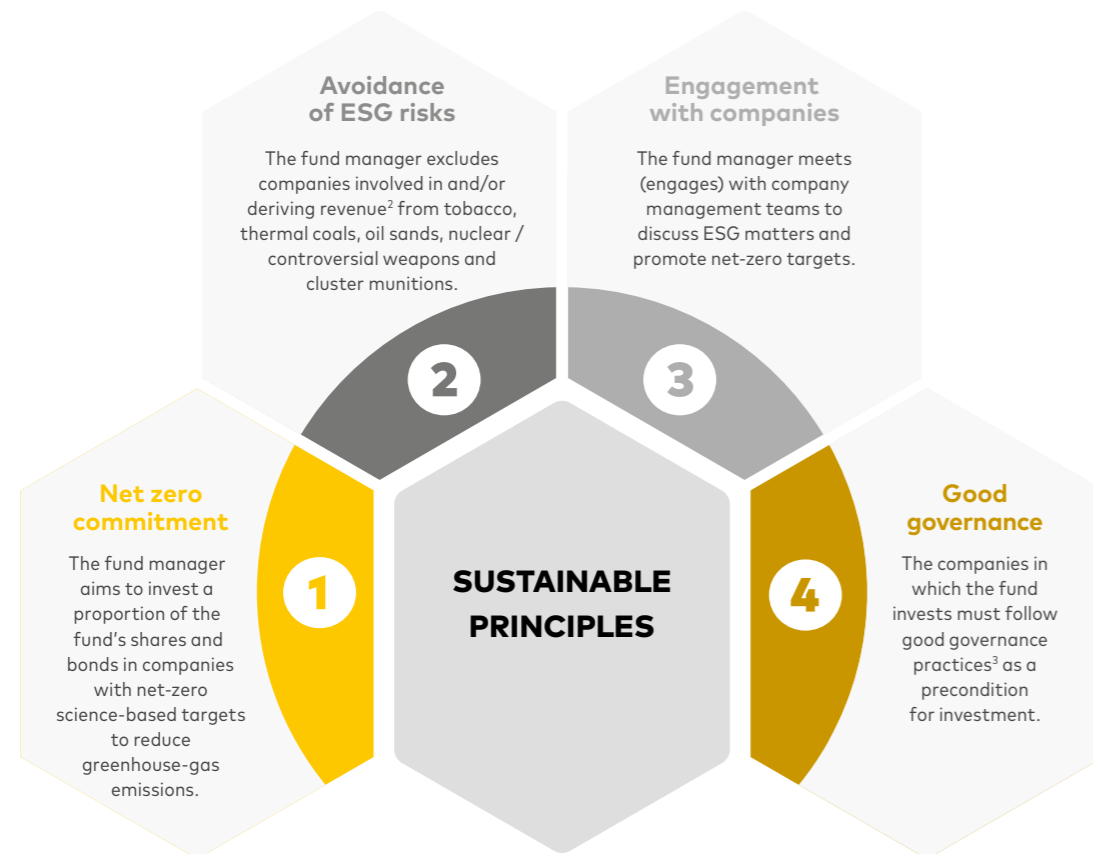 Avoidance
of ESG risks
The fund manager excludes
companies involved in and/or
deriving revenue² from tobacco,
thermal coals, oil sands, nuclear /
controversial weapons and
cluster munitions.
2
Engagement
with companies
The fund manager meets
(engages) with company
management teams to
discuss ESG matters and
promote net-zero targets.
3
Net zero
commitment
The fund manager
aims to invest a
proportion of the
fund’s shares and
bonds in companies
with net-zero
science-based targets
to reduce
greenhouse-gas
emissions.
1
SUSTAINABLE
PRINCIPLES
4
Good
governance
The companies in
which the fund
invests must follow
good governance
practices³ as a
precondition
for investment.